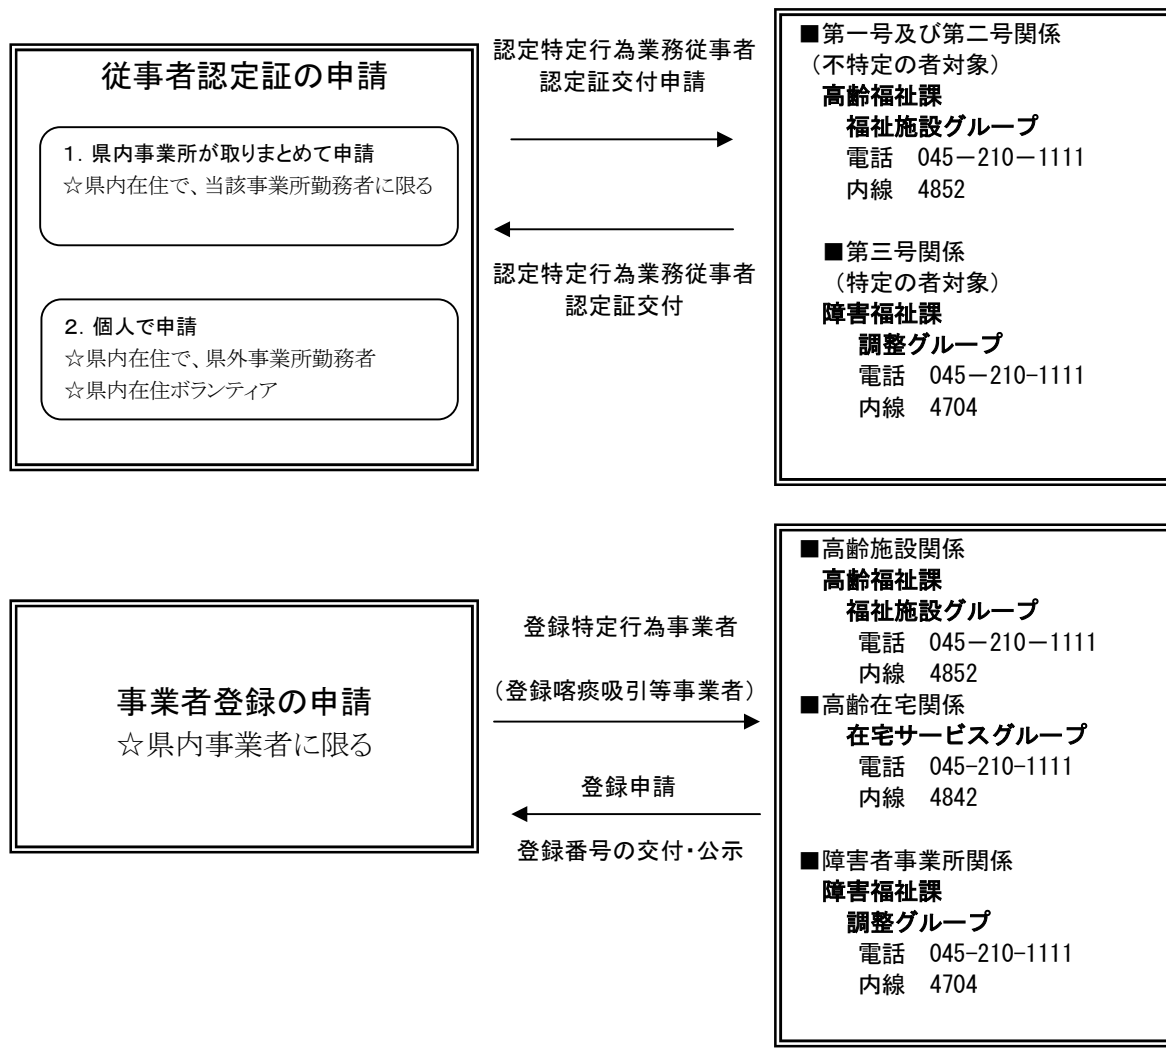 従事者認定証の申請
１．県内事業所が取りまとめて申請
☆県内在住で、当該事業所勤務者に限る
２．個人で申請
☆県内在住で、県外事業所勤務者
☆県内在住ボランティア
認定特定行為業務従事者
認定証交付申請
認定特定行為業務従事者
認定証交付
■第一号及び第二号関係
（不特定の者対象）
高齢福祉課
福祉施設グループ
電話　045－210－1111
内線　4852
■第三号関係
（特定の者対象）
障害福祉課
調整グループ
電話　045－210-1111
内線　4704
事業者登録の申請
☆県内事業者に限る
登録特定行為事業者
（登録喀痰吸引等事業者）
登録申請
登録番号の交付・公示
■高齢施設関係
高齢福祉課
福祉施設グループ
電話　045－210－1111
内線　4852
■高齢在宅関係
在宅サービスグループ
電話　045-210-1111
内線　4842
■障害者事業所関係
障害福祉課
調整グループ
電話　045-210-1111
内線　4704